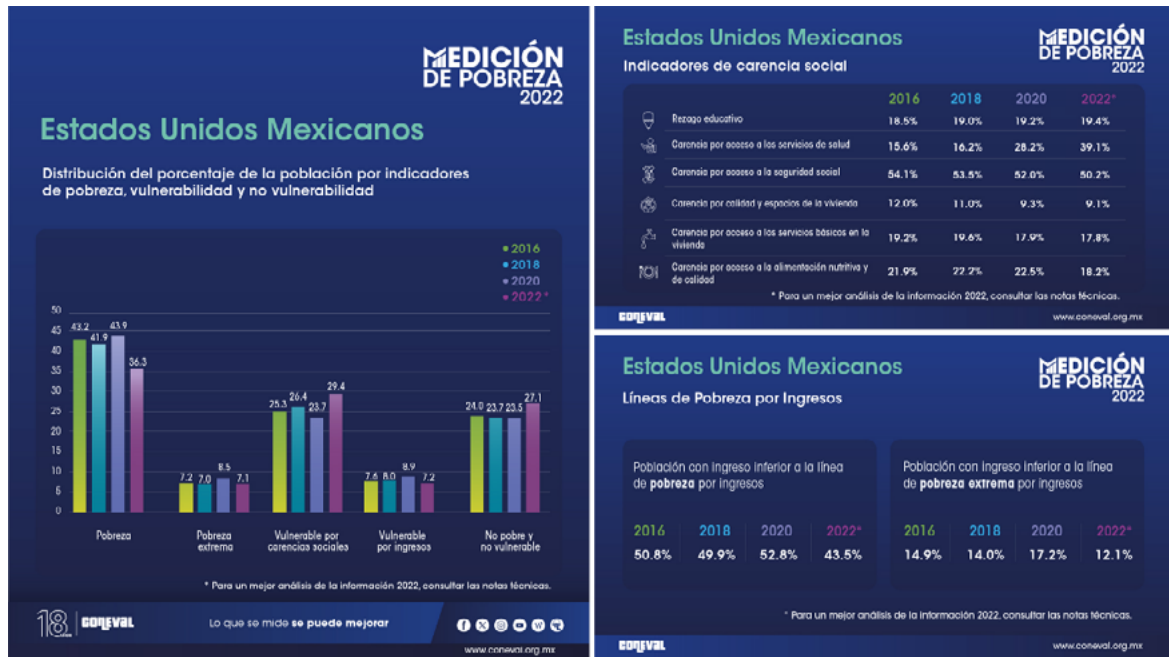 MEDICIÓN
DE POBREZA
2022
Estados Unidos Mexicanos
Distribución del porcentaje de la población por indicadores
de pobreza, vulnerabilidad y no vulnerabilidad
• 2016
• 2018
• 2020
• 2022*
50
45
40
35
30
25
20
15
10
5
0
43.2 41.9 43.9 36.3
7.2 7.0 8.5 7.1
25.3 26.4 23.7 29.4
7.6 8.0 8.9 7.2
24.0 23.7 23.5 27.1
Pobreza
Pobreza
extrema
Vulnerable por
carencias sociales
Vulnerable
por ingresos
No pobre y
no vulnerable
* Para un mejor análisis de la información 2022, consultar las notas técnicas.
18 CONEVAL
Lo que se mide se puede mejorar
www.coneval.org.mx
Estados Unidos Mexicanos
Indicadores de carencia social
MEDICIÓN
DE POBREZA
2022
2016 2018 2020 2022*
Rezago educativo 18.5% 19.0% 19.2% 19.4%
Carencia por acceso a los servicios de salud 15.6% 16.2% 28.2% 39.1%
Carencia por acceso a la seguridad social 54.1% 53.5% 52.0% 50.2%
Carencia por calidad y espacios de la vivienda 12.0% 11.0% 9.3% 9.1%
Carencia por acceso a los servicios básicos en la
vivienda 19.2% 19.6% 17.9% 17.8%
Carencia por acceso a la alimentación nutritiva y
de calidad 21.9% 22.2% 22.5% 18.2%
* Para un mejor análisis de la información 2022, consultar las notas técnicas.
CONEVAL
www.coneval.org.mx
Estados Unidos Mexicanos
Líneas de Pobreza por Ingresos
MEDICIÓN
DE POBREZA
2022
Población con ingreso inferior a la línea
de pobreza por ingresos
2016 2018 2020 2022*
50.8% 49.9% 52.8% 43.5%
Población con ingreso inferior a la línea
de pobreza extrema por ingresos
2016 2018 2020 2022*
14.9% 14.0% 17.2% 12.1%
* Para un mejor análisis de la información 2022, consultar las notas técnicas.
CONEVAL
www.coneval.org.mx